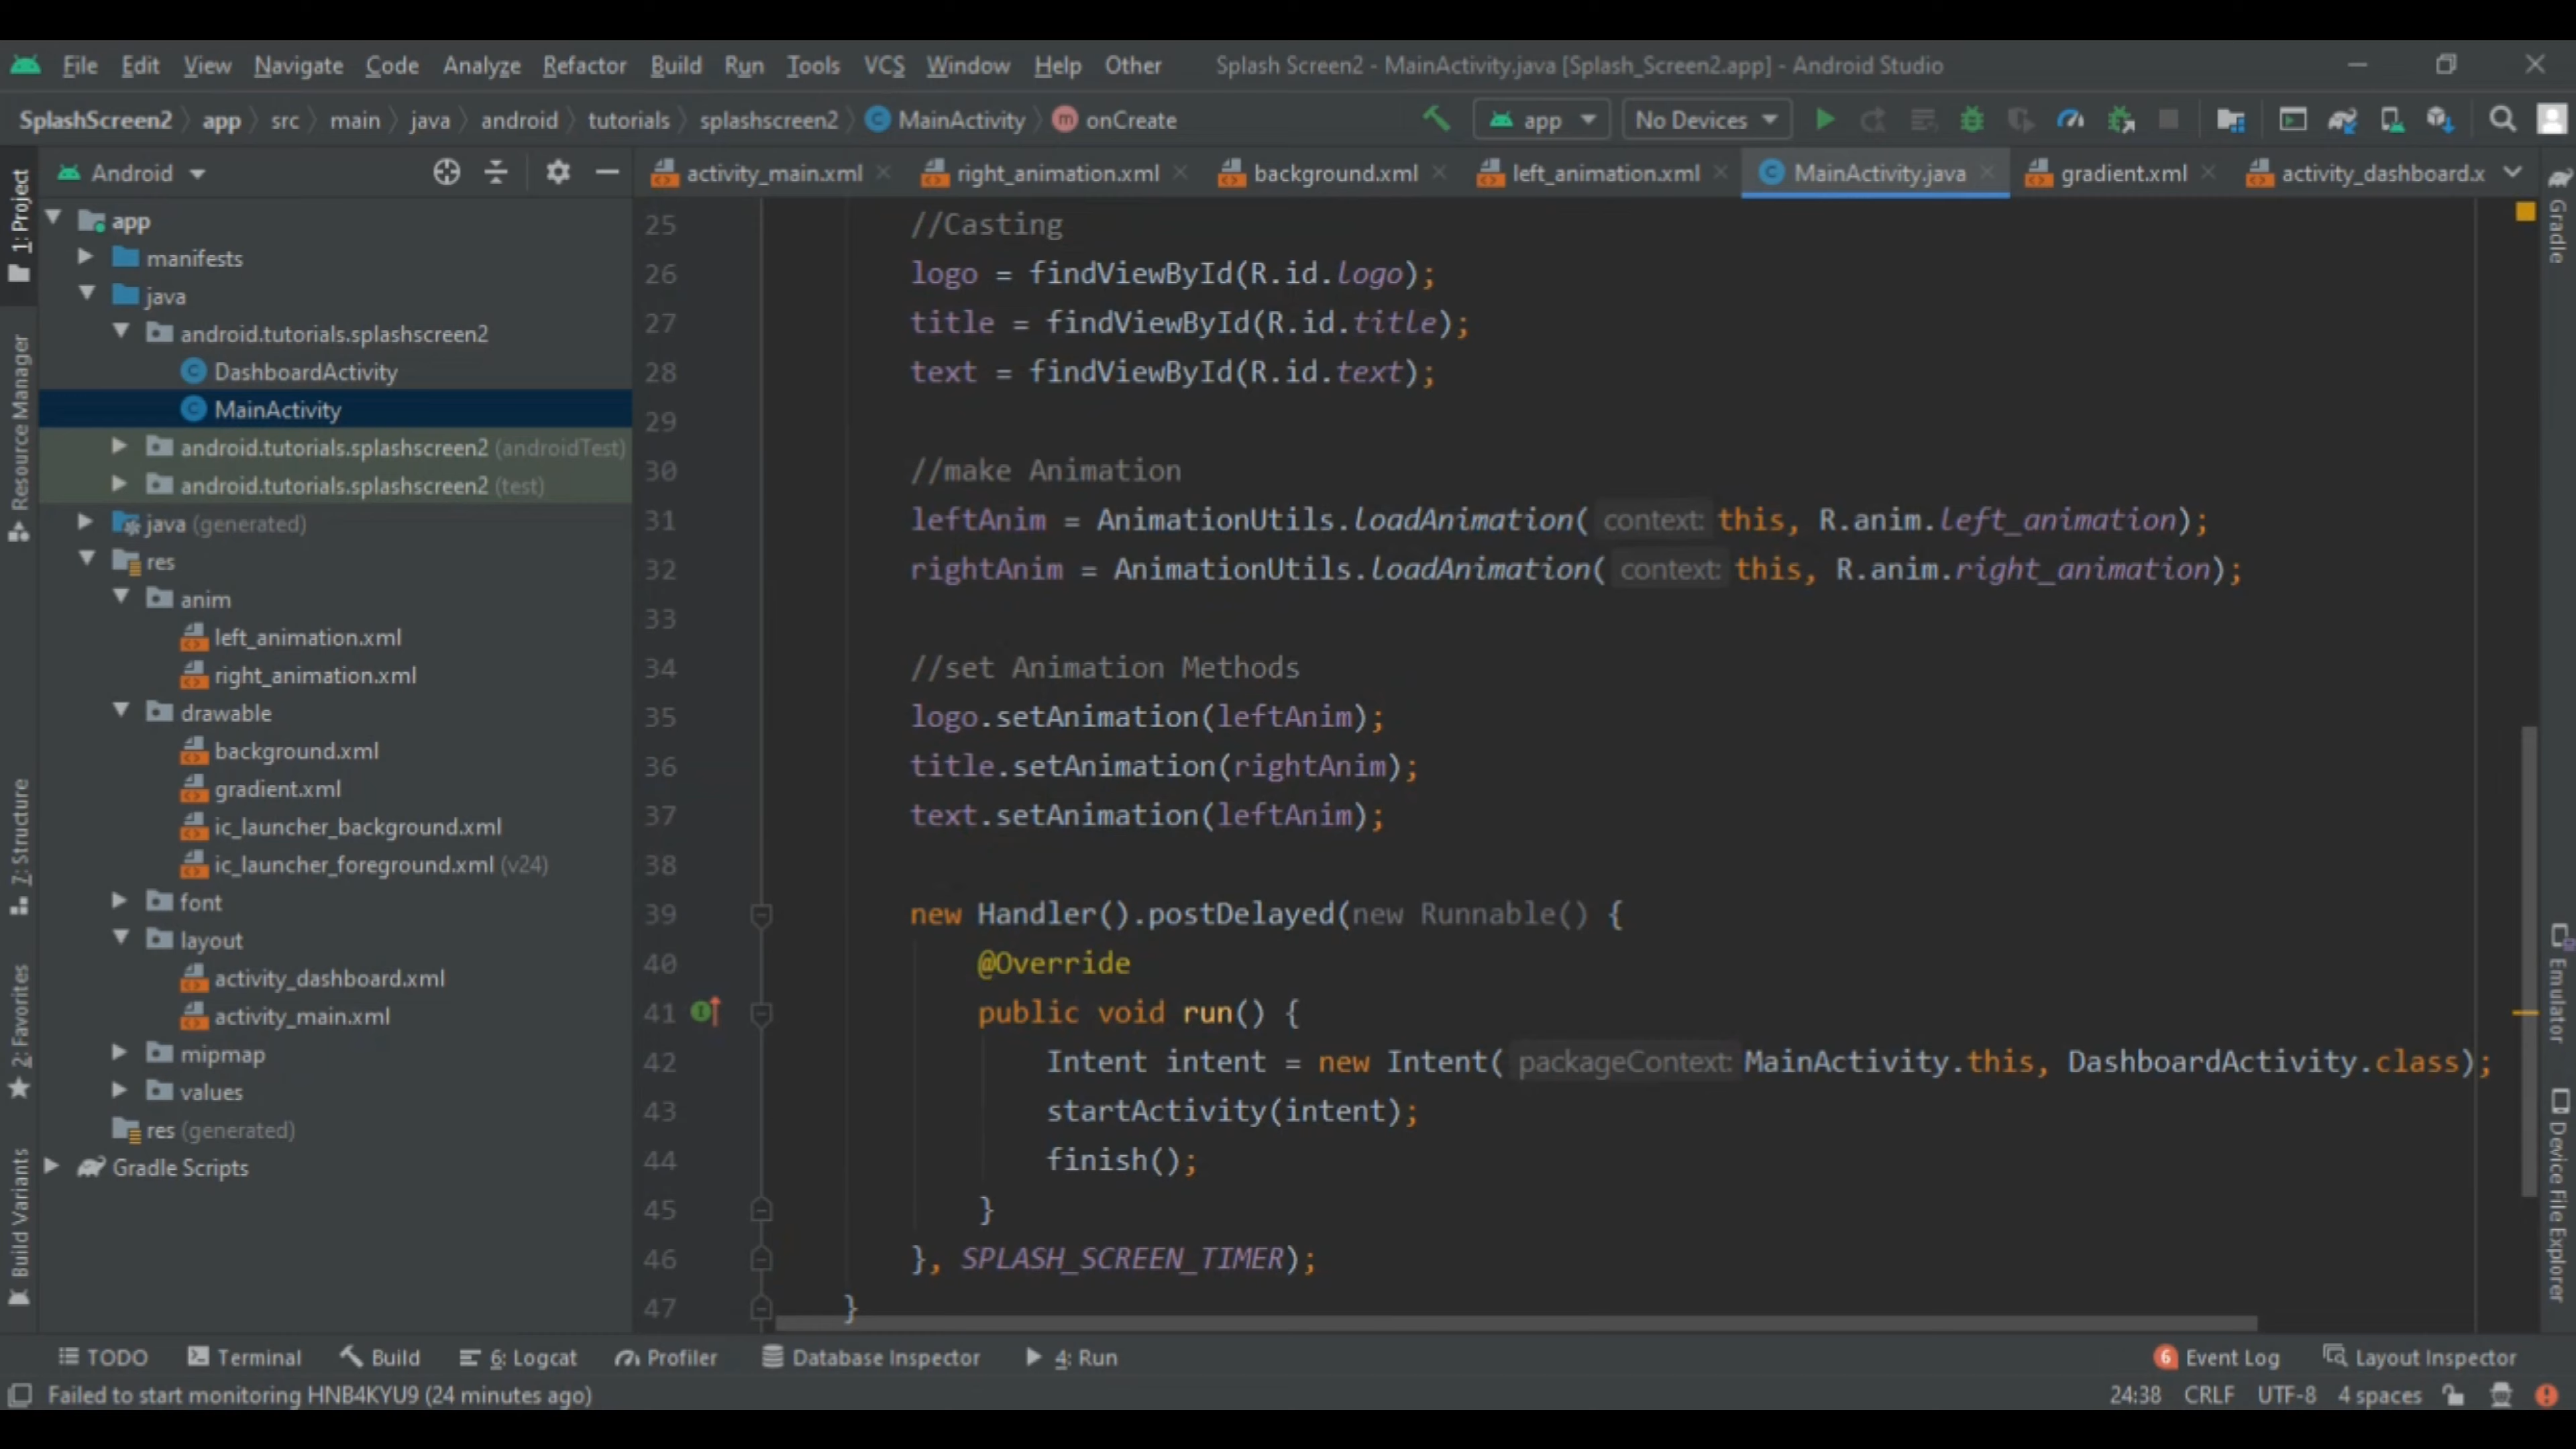 File Edit View Navigate Code Analyze Refactor Build Run Tools VCS Window Help Other Splash Screen2 - MainActivity.java [Splash_Screen2.app] - Android Studio
SplashScreen2 app src main java android tutorials splashscreen2 MainActivity onCreate app No Devices
Android
activity_main.xml right_animation.xml background.xml left_animation.xml MainActivity.java gradient.xml activity_dashboard.x
1: Project
Resource Manager
7: Structure
2: Favorites
Build Variants
app
manifests
java
android.tutorials.splashscreen2
DashboardActivity
MainActivity
android.tutorials.splashscreen2 (androidTest)
android.tutorials.splashscreen2 (test)
java (generated)
res
anim
left_animation.xml
right_animation.xml
drawable
background.xml
gradient.xml
ic_launcher_background.xml
ic_launcher_foreground.xml (v24)
font
layout
activity_dashboard.xml
activity_main.xml
mipmap
values
res (generated)
Gradle Scripts
25 //Casting
26 logo = findViewById(R.id.logo);
27 title = findViewById(R.id.title);
28 text = findViewById(R.id.text);
29
30 //make Animation
31 leftAnim = AnimationUtils.loadAnimation( context: this, R.anim.left_animation);
32 rightAnim = AnimationUtils.loadAnimation( context: this, R.anim.right_animation);
33
34 //set Animation Methods
35 logo.setAnimation(leftAnim);
36 title.setAnimation(rightAnim);
37 text.setAnimation(leftAnim);
38
39 new Handler().postDelayed(new Runnable() {
40 @Override
41 public void run() {
42 Intent intent = new Intent( packageContext: MainActivity.this, DashboardActivity.class);
43 startActivity(intent);
44 finish();
45 }
46 }, SPLASH_SCREEN_TIMER);
47 }
Gradle
Emulator
Device File Explorer
TODO Terminal Build 6: Logcat Profiler Database Inspector 4: Run 6 Event Log Layout Inspector
Failed to start monitoring HNB4KYU9 (24 minutes ago) 24:38 CRLF UTF-8 4 spaces